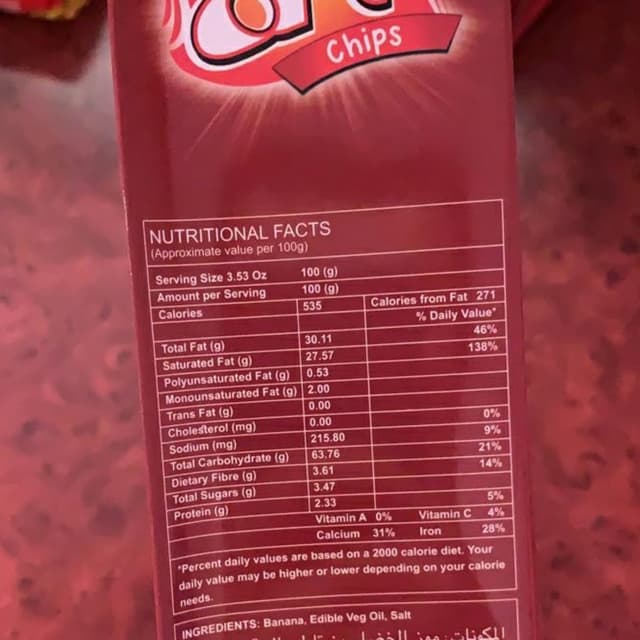 Chips
NUTRITIONAL FACTS
(Approximate value per 100g)
Serving Size 3.53 Oz 100 (g)
Amount per Serving 100 (g)
Calories 535 Calories from Fat 271
% Daily Value*
Total Fat (g) 30.11 46%
Saturated Fat (g) 27.57 138%
Polyunsaturated Fat (g) 0.53
Monounsaturated Fat (g) 2.00
Trans Fat (g) 0.00
Cholesterol (mg) 0.00 0%
Sodium (mg) 215.80 9%
Total Carbohydrate (g) 63.76 21%
Dietary Fibre (g) 3.61 14%
Total Sugars (g) 3.47
Protein (g) 2.33 5%
Vitamin A 0% Vitamin C 4%
Calcium 31% Iron 28%
*Percent daily values are based on a 2000 calorie diet. Your
daily value may be higher or lower depending on your calorie
needs.
INGREDIENTS: Banana, Edible Veg Oil, Salt
المكونات: موز